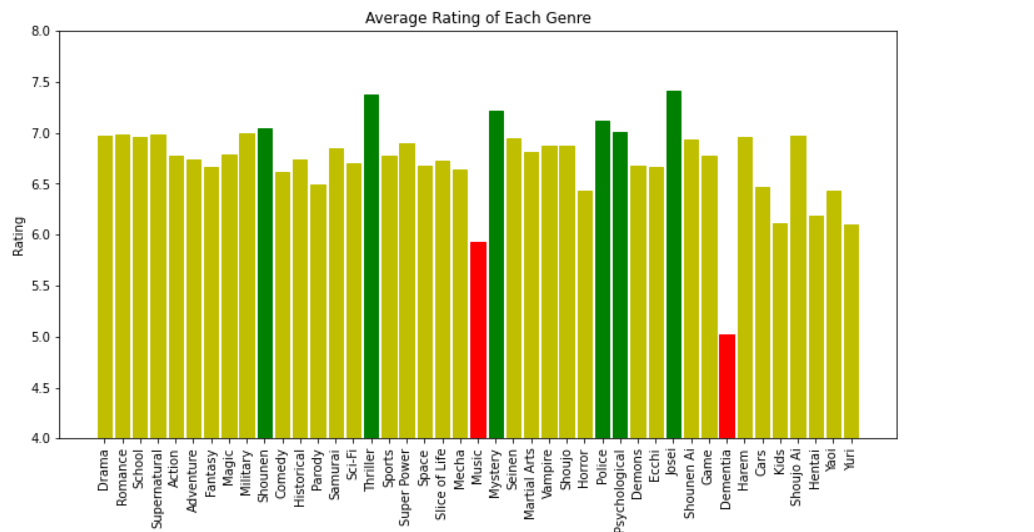 Average Rating of Each Genre
8.0
7.5
7.0
6.5
6.0
5.5
5.0
4.5
4.0
Rating
Drama
Romance
School
Supernatural
Action
Adventure
Fantasy
Magic
Military
Shounen
Comedy
Historical
Parody
Samurai
Sci-Fi
Thriller
Sports
Super Power
Space
Slice of Life
Mecha
Music
Mystery
Seinen
Martial Arts
Vampire
Shoujo
Horror
Police
Psychological
Demons
Ecchi
Josei
Shounen Ai
Game
Dementia
Harem
Cars
Kids
Shoujo Ai
Hentai
Yaoi
Yuri